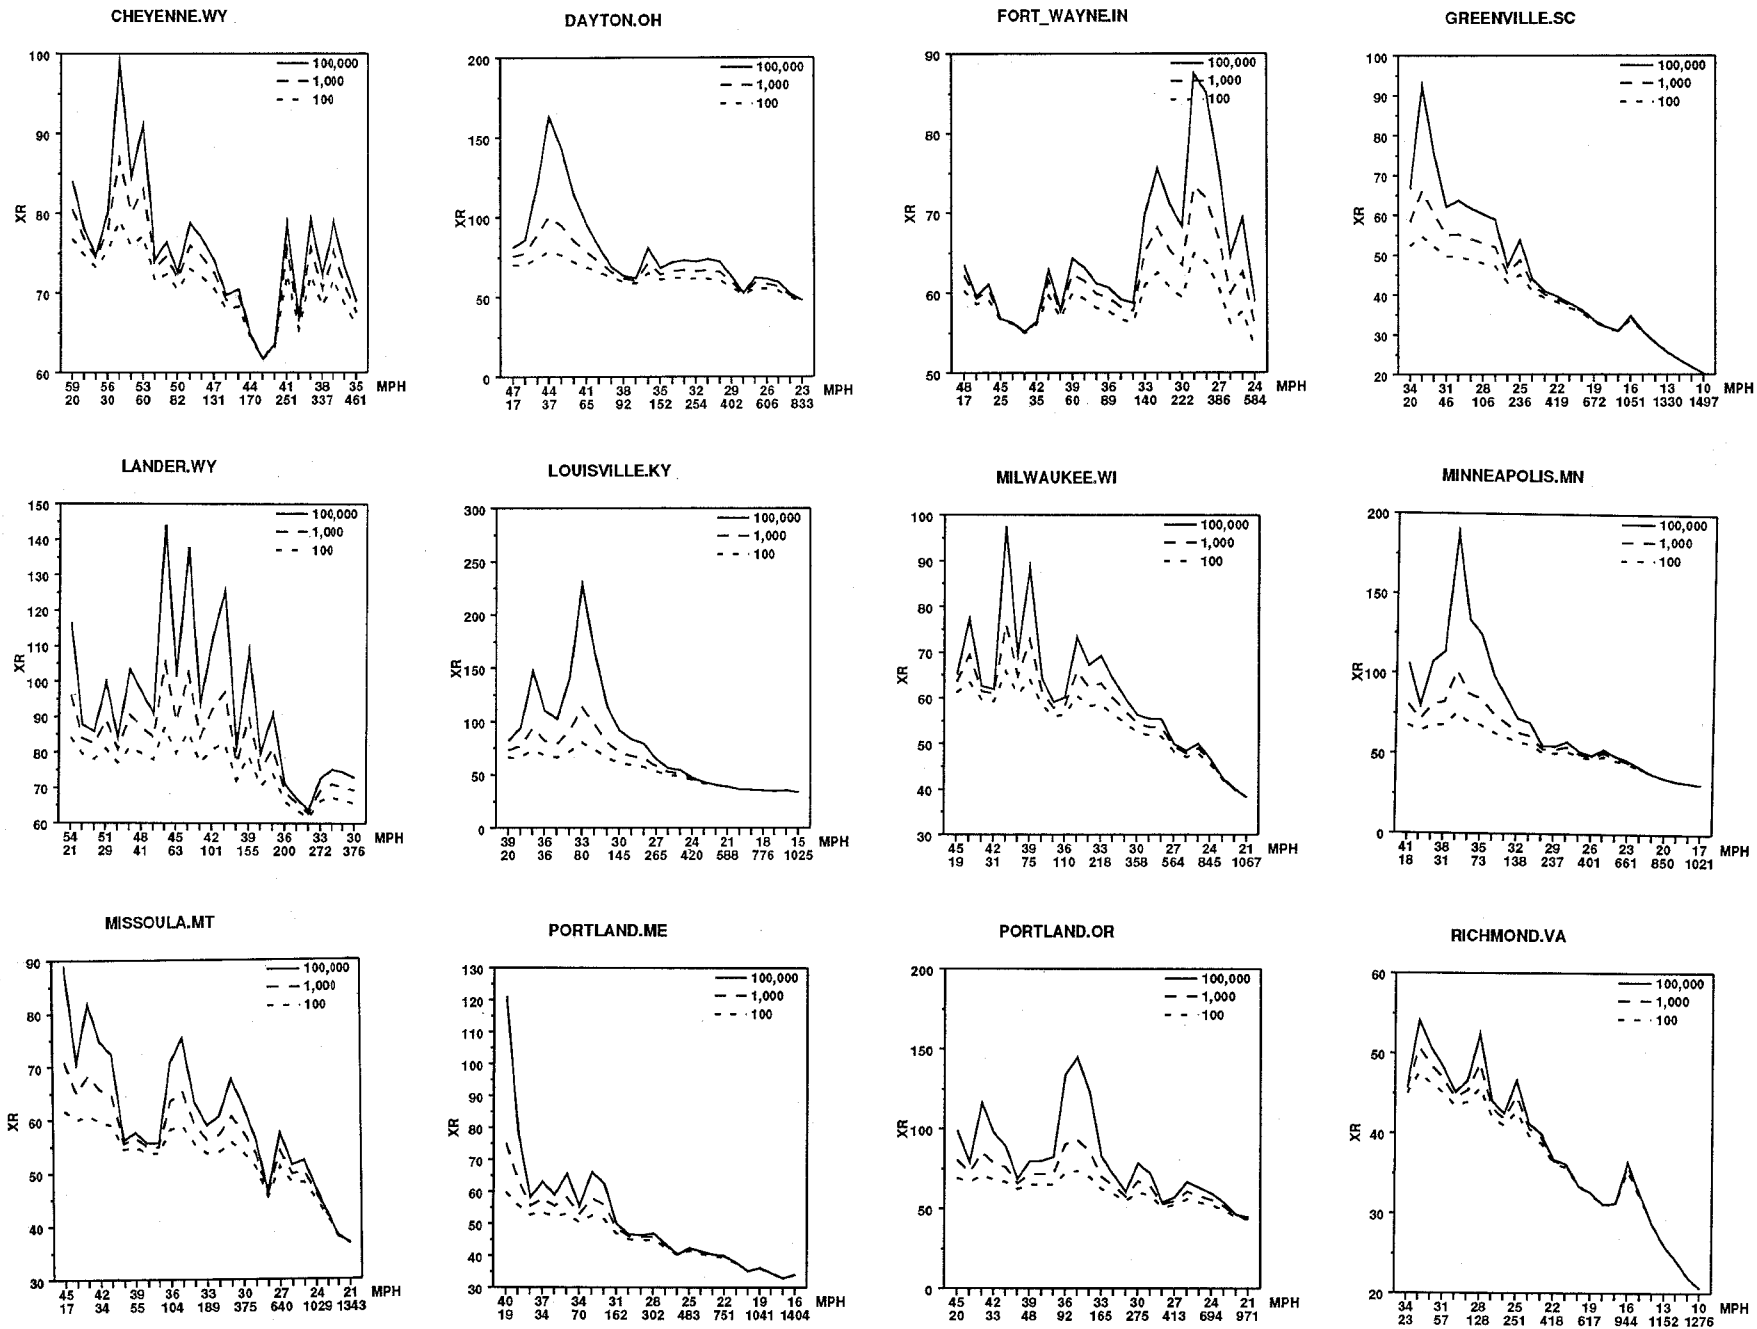 CHEYENNE.WY
100
90
80
70
60
XR
100,000
1,000
100
59 56 53 50 47 44 41 38 35 MPH
20 30 60 82 131 170 251 337 461
DAYTON.OH
200
150
100
50
0
XR
100,000
1,000
100
47 44 41 38 35 32 29 26 23 MPH
17 37 65 92 152 254 402 606 833
FORT_WAYNE.IN
90
80
70
60
50
XR
100,000
1,000
100
48 45 42 39 36 33 30 27 24 MPH
17 25 35 60 89 140 222 386 584
GREENVILLE.SC
100
90
80
70
60
50
40
30
20
XR
100,000
1,000
100
34 31 28 25 22 19 16 13 10 MPH
20 46 106 236 419 672 1051 1330 1497
LANDER.WY
150
140
130
120
110
100
90
80
70
60
XR
100,000
1,000
100
54 51 48 45 42 39 36 33 30 MPH
21 29 41 63 101 155 200 272 376
LOUISVILLE.KY
300
250
200
150
100
50
0
XR
100,000
1,000
100
39 36 33 30 27 24 21 18 15 MPH
20 36 80 145 265 420 588 776 1025
MILWAUKEE.WI
100
90
80
70
60
50
40
30
XR
100,000
1,000
100
45 42 39 36 33 30 27 24 21 MPH
19 31 75 110 218 358 564 845 1067
MINNEAPOLIS.MN
200
150
100
50
0
XR
100,000
1,000
100
41 38 35 32 29 26 23 20 17 MPH
18 31 73 138 237 401 661 850 1021
MISSOULA.MT
90
80
70
60
50
40
30
XR
100,000
1,000
100
45 42 39 36 33 30 27 24 21 MPH
17 34 55 104 189 375 640 1029 1343
PORTLAND.ME
130
120
110
100
90
80
70
60
50
40
30
XR
100,000
1,000
100
40 37 34 31 28 25 22 19 16 MPH
19 34 70 162 302 483 751 1041 1404
PORTLAND.OR
200
150
100
50
0
XR
100,000
1,000
100
45 42 39 36 33 30 27 24 21 MPH
20 33 48 92 165 275 413 694 971
RICHMOND.VA
60
50
40
30
20
XR
100,000
1,000
100
34 31 28 25 22 19 16 13 10 MPH
23 57 128 251 418 617 944 1152 1276